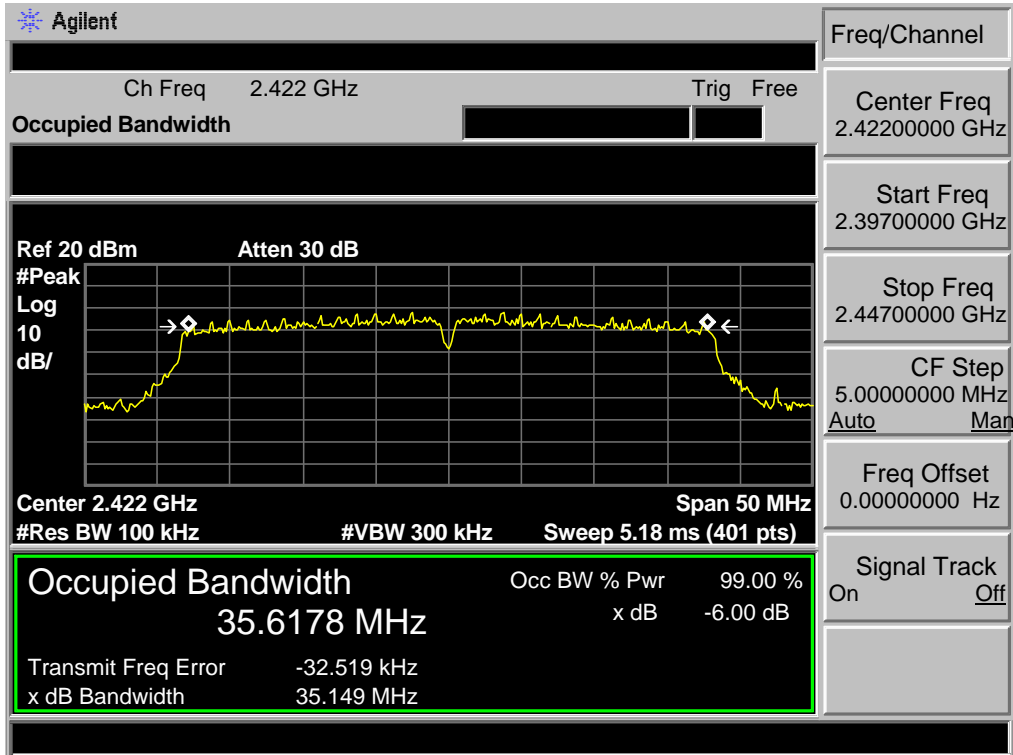 Agilent
Freq/Channel
Ch Freq 2.422 GHz Trig Free
Occupied Bandwidth
Center Freq
2.42200000 GHz
Start Freq
2.39700000 GHz
Ref 20 dBm Atten 30 dB
#Peak
Log
10
dB/
Stop Freq
2.44700000 GHz
CF Step
5.00000000 MHz
Auto Man
Center 2.422 GHz Span 50 MHz
#Res BW 100 kHz #VBW 300 kHz Sweep 5.18 ms (401 pts)
Freq Offset
0.00000000 Hz
Occupied Bandwidth Occ BW % Pwr 99.00 %
35.6178 MHz x dB -6.00 dB
Signal Track
On Off
Transmit Freq Error -32.519 kHz
x dB Bandwidth 35.149 MHz